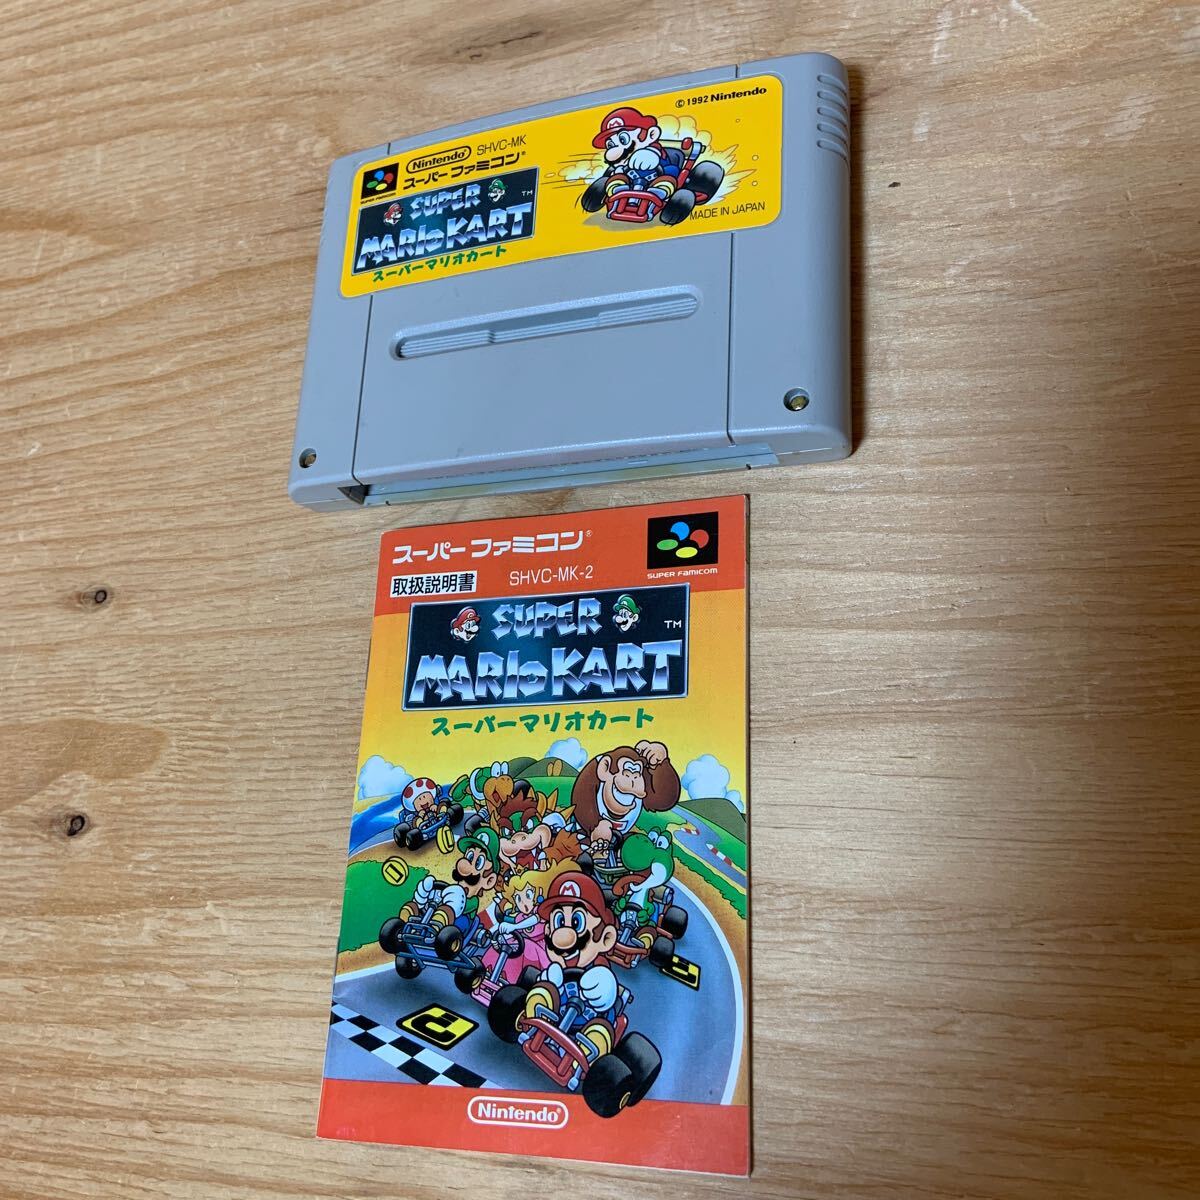 Nintendo SHVC-MK
©1992 Nintendo
SUPER FAMICOM
スーパーファミコン®
SUPER
MARIO KART ™
スーパーマリオカート
MADE IN JAPAN
スーパーファミコン®
取扱説明書
SHVC-MK-2
SUPER FAMICOM
SUPER
MARIO KART ™
スーパーマリオカート
M
Nintendo®